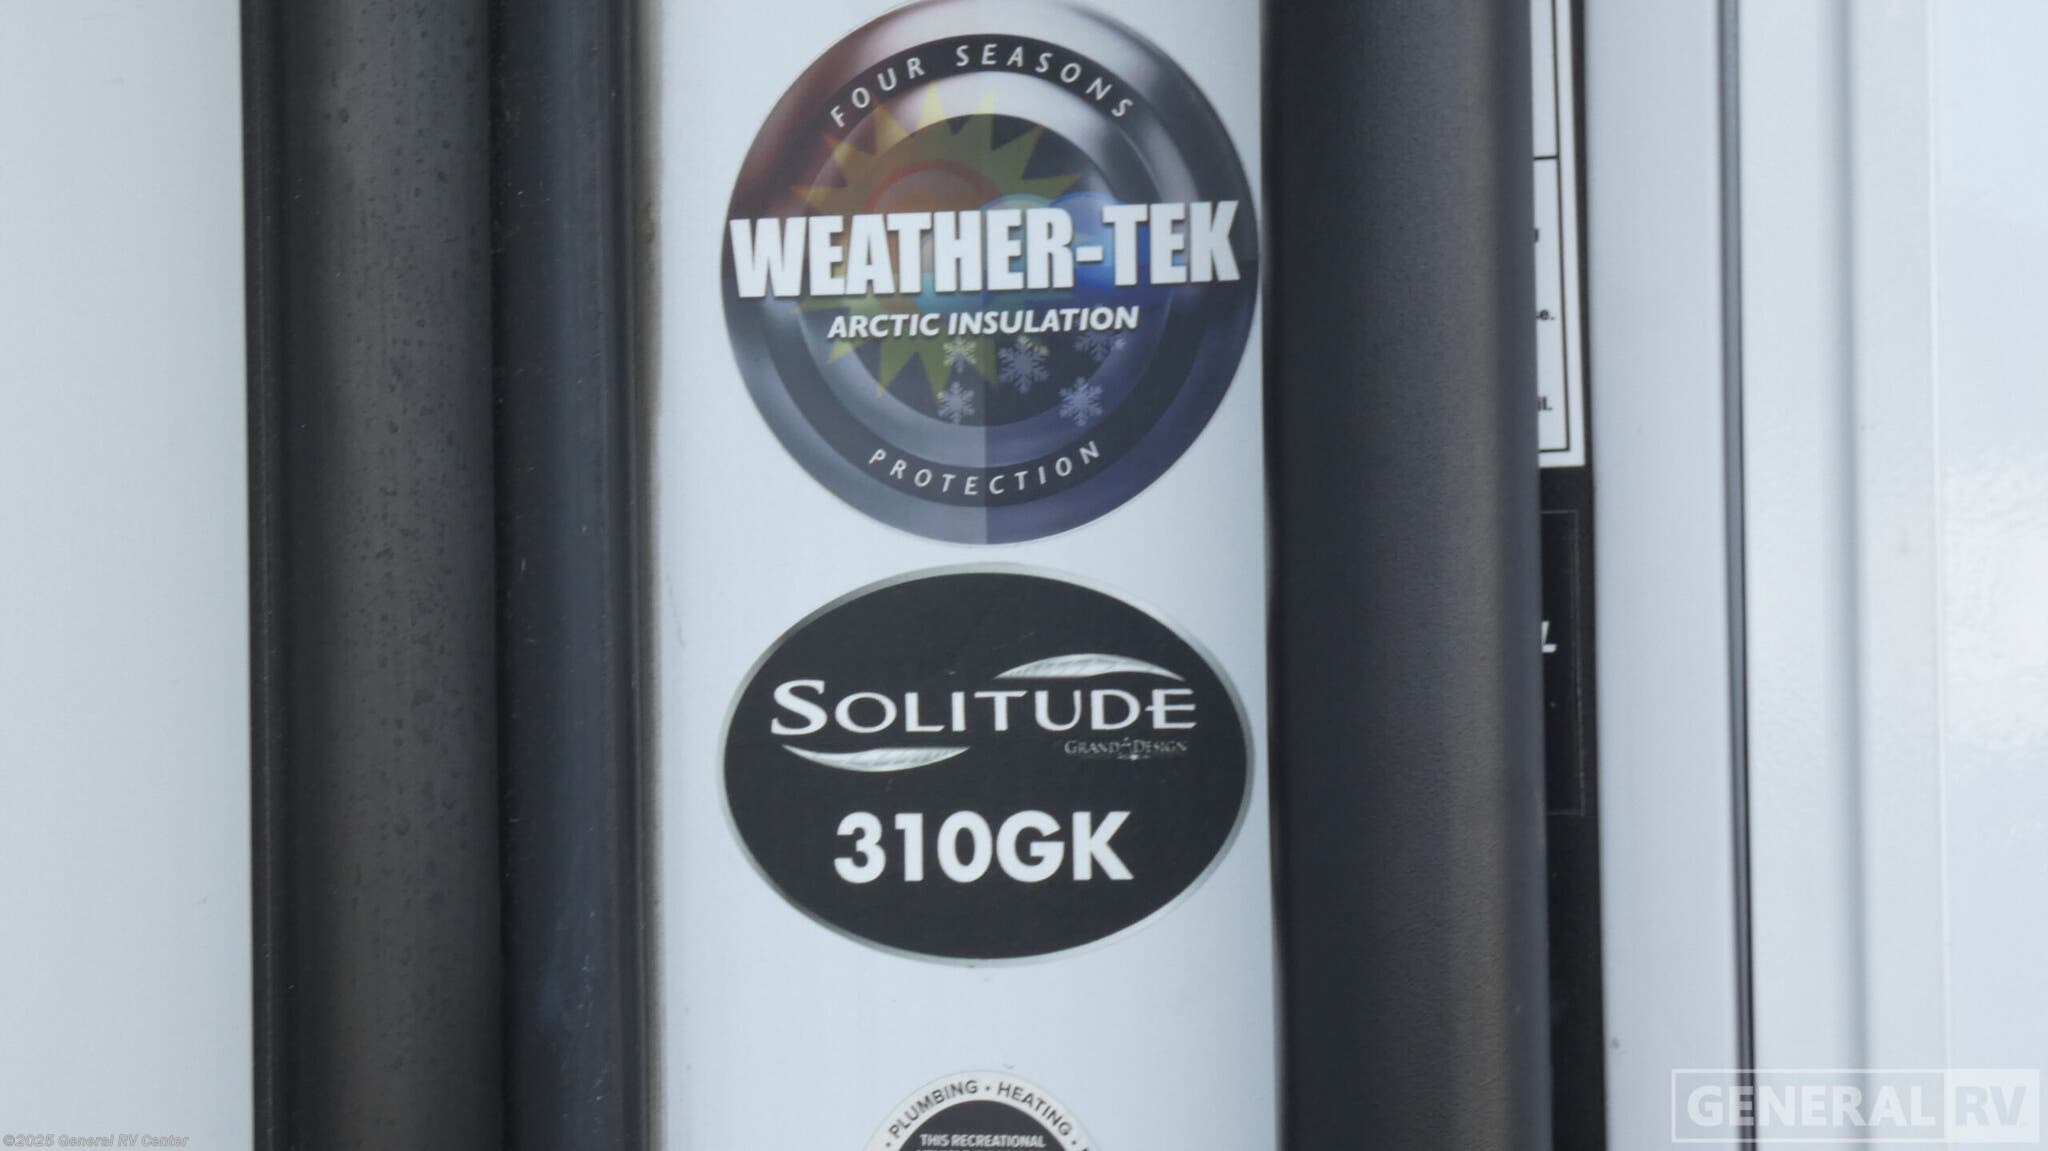 FOUR SEASONS
WEATHER-TEK
ARCTIC INSULATION
PROTECTION
SOLITUDE
GRAND DESIGN
310GK
PLUMBING • HEATING •
THIS RECREATIONAL
e.
il.
GENERAL RV
©2025 General RV Center